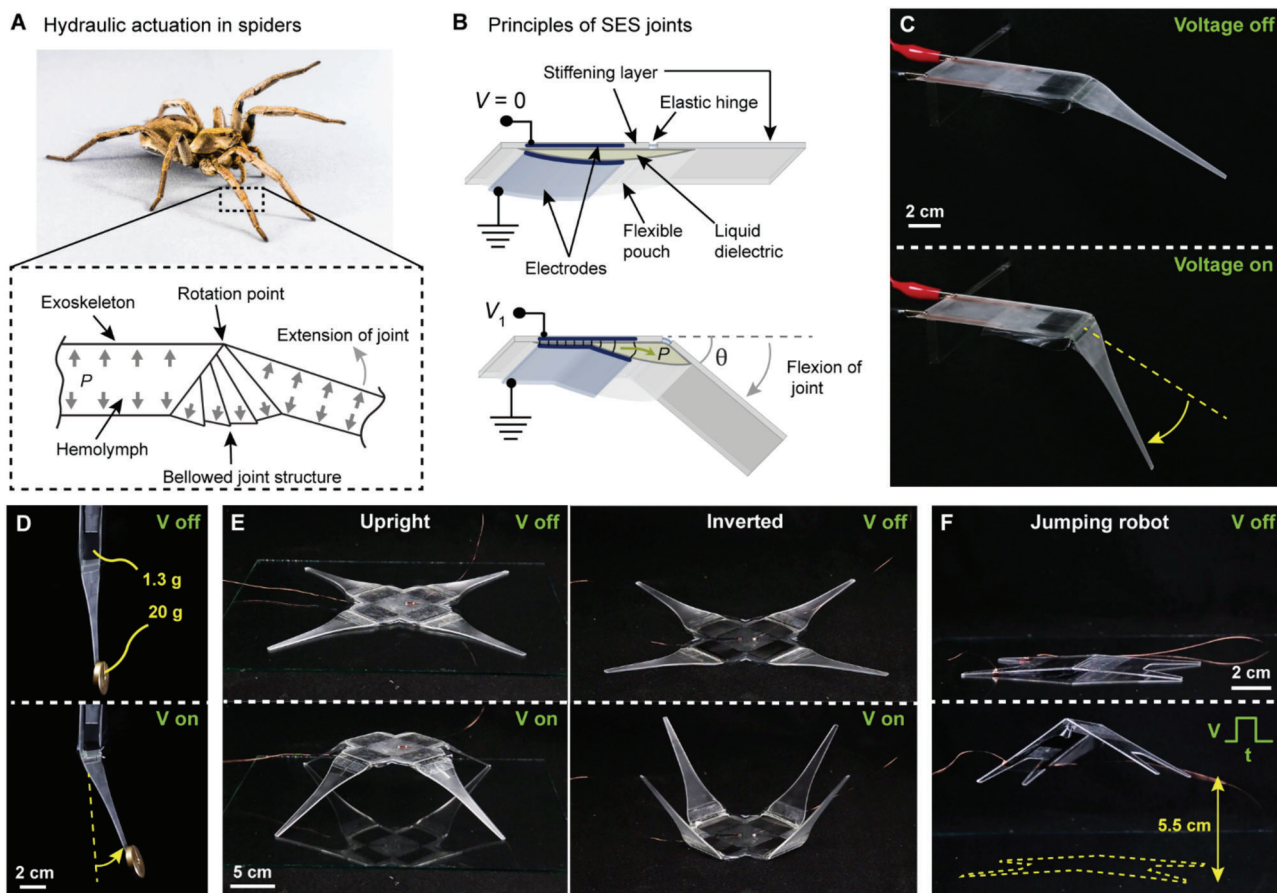 A Hydraulic actuation in spiders
Exoskeleton
Rotation point
Extension of joint
P
Hemolymph
Bellowed joint structure
B Principles of SES joints
Stiffening layer
V = 0
Elastic hinge
Electrodes
Flexible
pouch
Liquid
dielectric
V1
P
θ
Flexion of
joint
C Voltage off
2 cm
Voltage on
D V off
1.3 g
20 g
V on
2 cm
E Upright V off
V on
5 cm
Inverted V off
V on
F Jumping robot V off
2 cm
V
t
5.5 cm